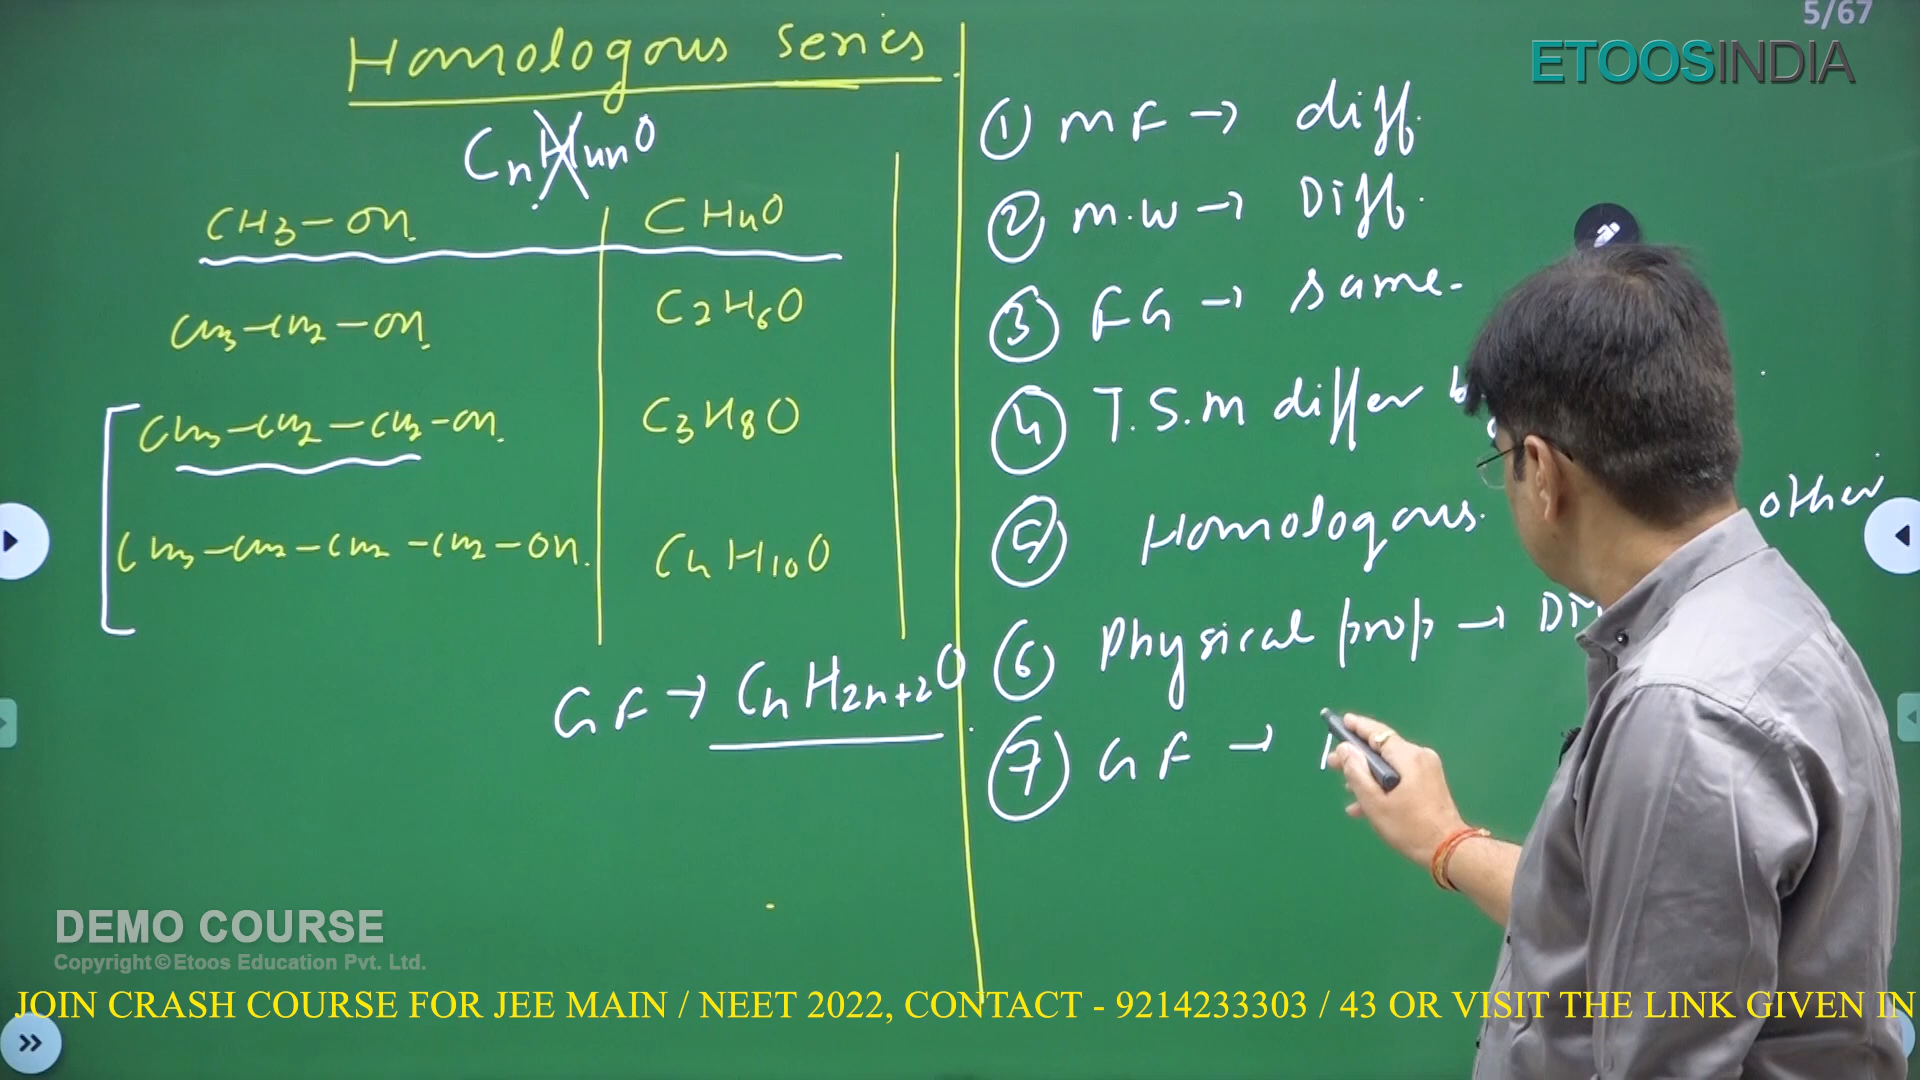 5/67
ETOOSINDIA
Homologous series.
CnH4nO
CH3-OH.
CH4O
CH3-CH2-OH.
C2H6O
CH3-CH2-CH2-OH.
C3H8O
CH3-CH2-CH2-CH2-OH.
C4H10O
GF→CnH2n+2O
① MF→ diff.
② M.W→ Diff.
③ FG→ same.
④ T.S.M differ
⑤ Homologous. other
⑥ Physical prop→
⑦ GF→
DEMO COURSE
Copyright©Etoos Education Pvt. Ltd.
JOIN CRASH COURSE FOR JEE MAIN / NEET 2022, CONTACT - 9214233303 / 43 OR VISIT THE LINK GIVEN IN